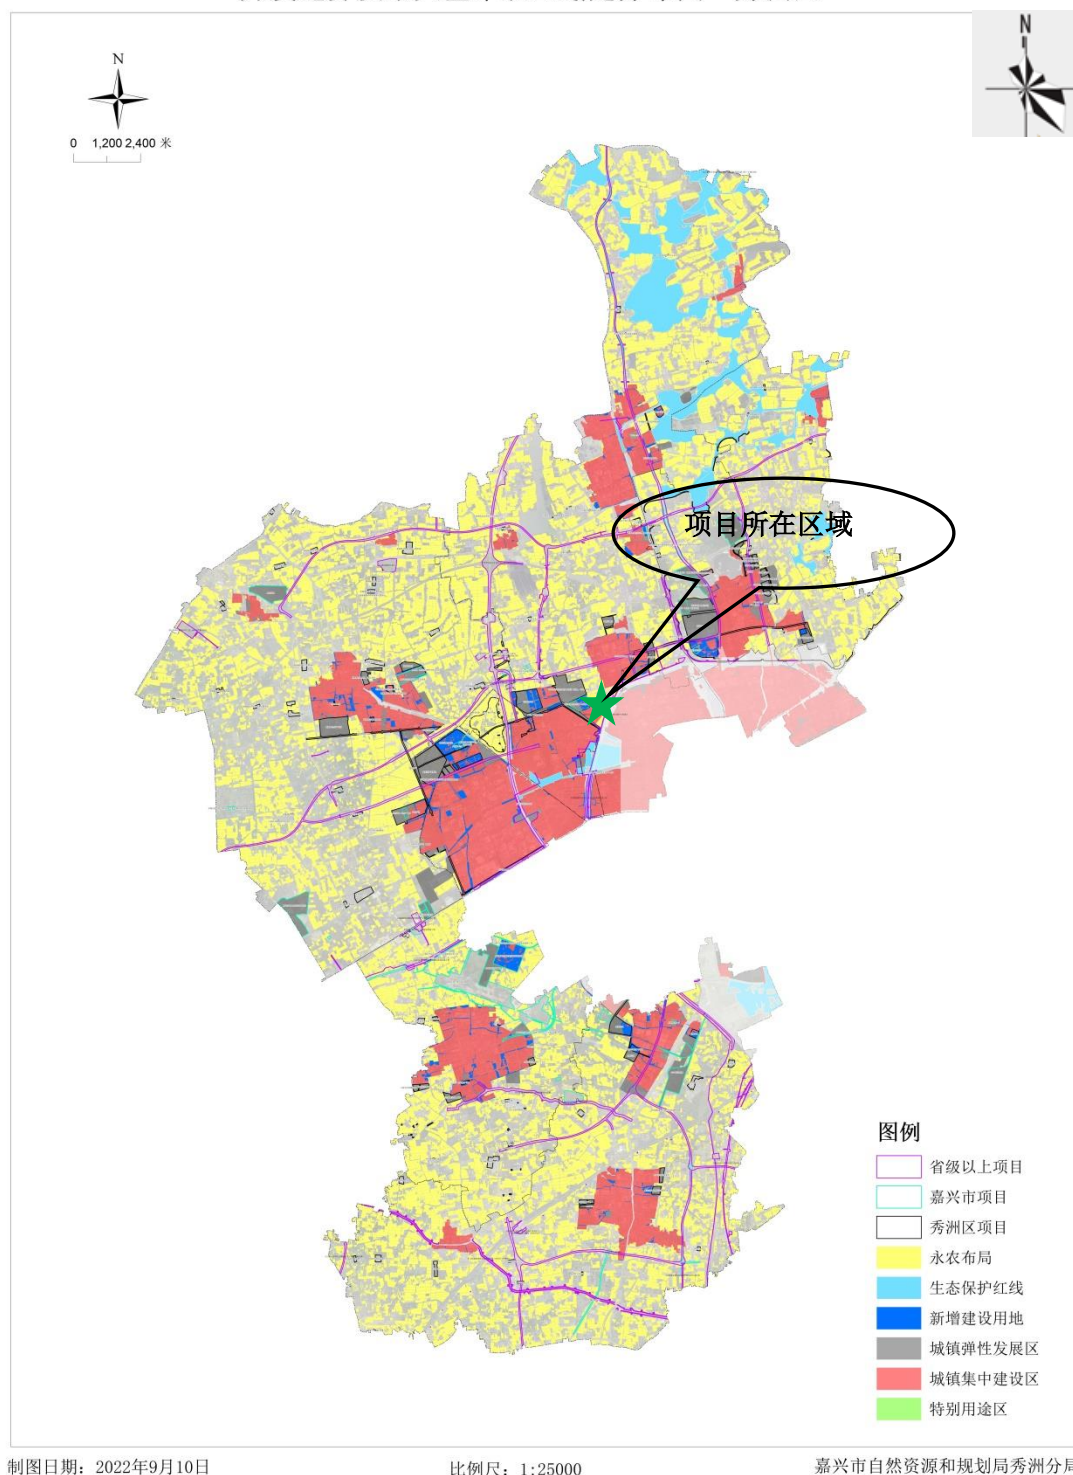 N
N
0 1,200 2,400 米
项目所在区域
图例
省级以上项目
嘉兴市项目
秀洲区项目
永农布局
生态保护红线
新增建设用地
城镇弹性发展区
城镇集中建设区
特别用途区
制图日期：2022年9月10日
比例尺：1:25000
嘉兴市自然资源和规划局秀洲分局